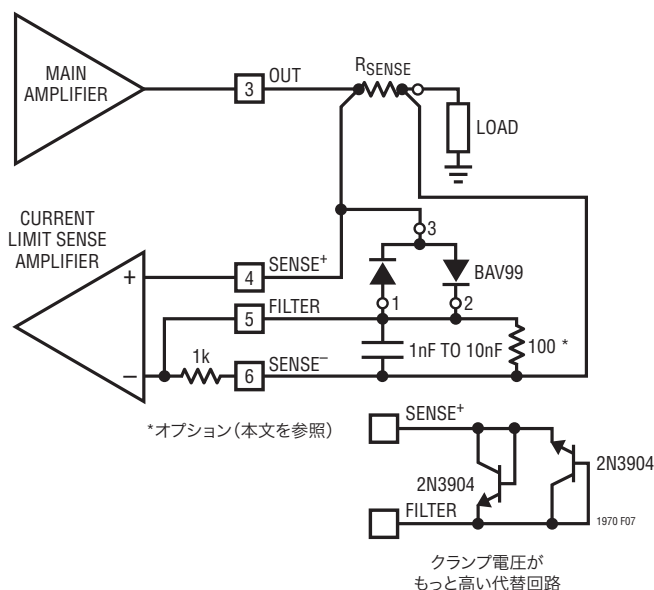 MAIN
AMPLIFIER
3
OUT
RSENSE
LOAD
CURRENT
LIMIT SENSE
AMPLIFIER
+
4
SENSE+
3
BAV99
5
FILTER
1
2
1nF TO 10nF
100 *
–
1k
6
SENSE–
*オプション(本文を参照)
SENSE+
2N3904
2N3904
FILTER
1970 F07
クランプ電圧が
もっと高い代替回路